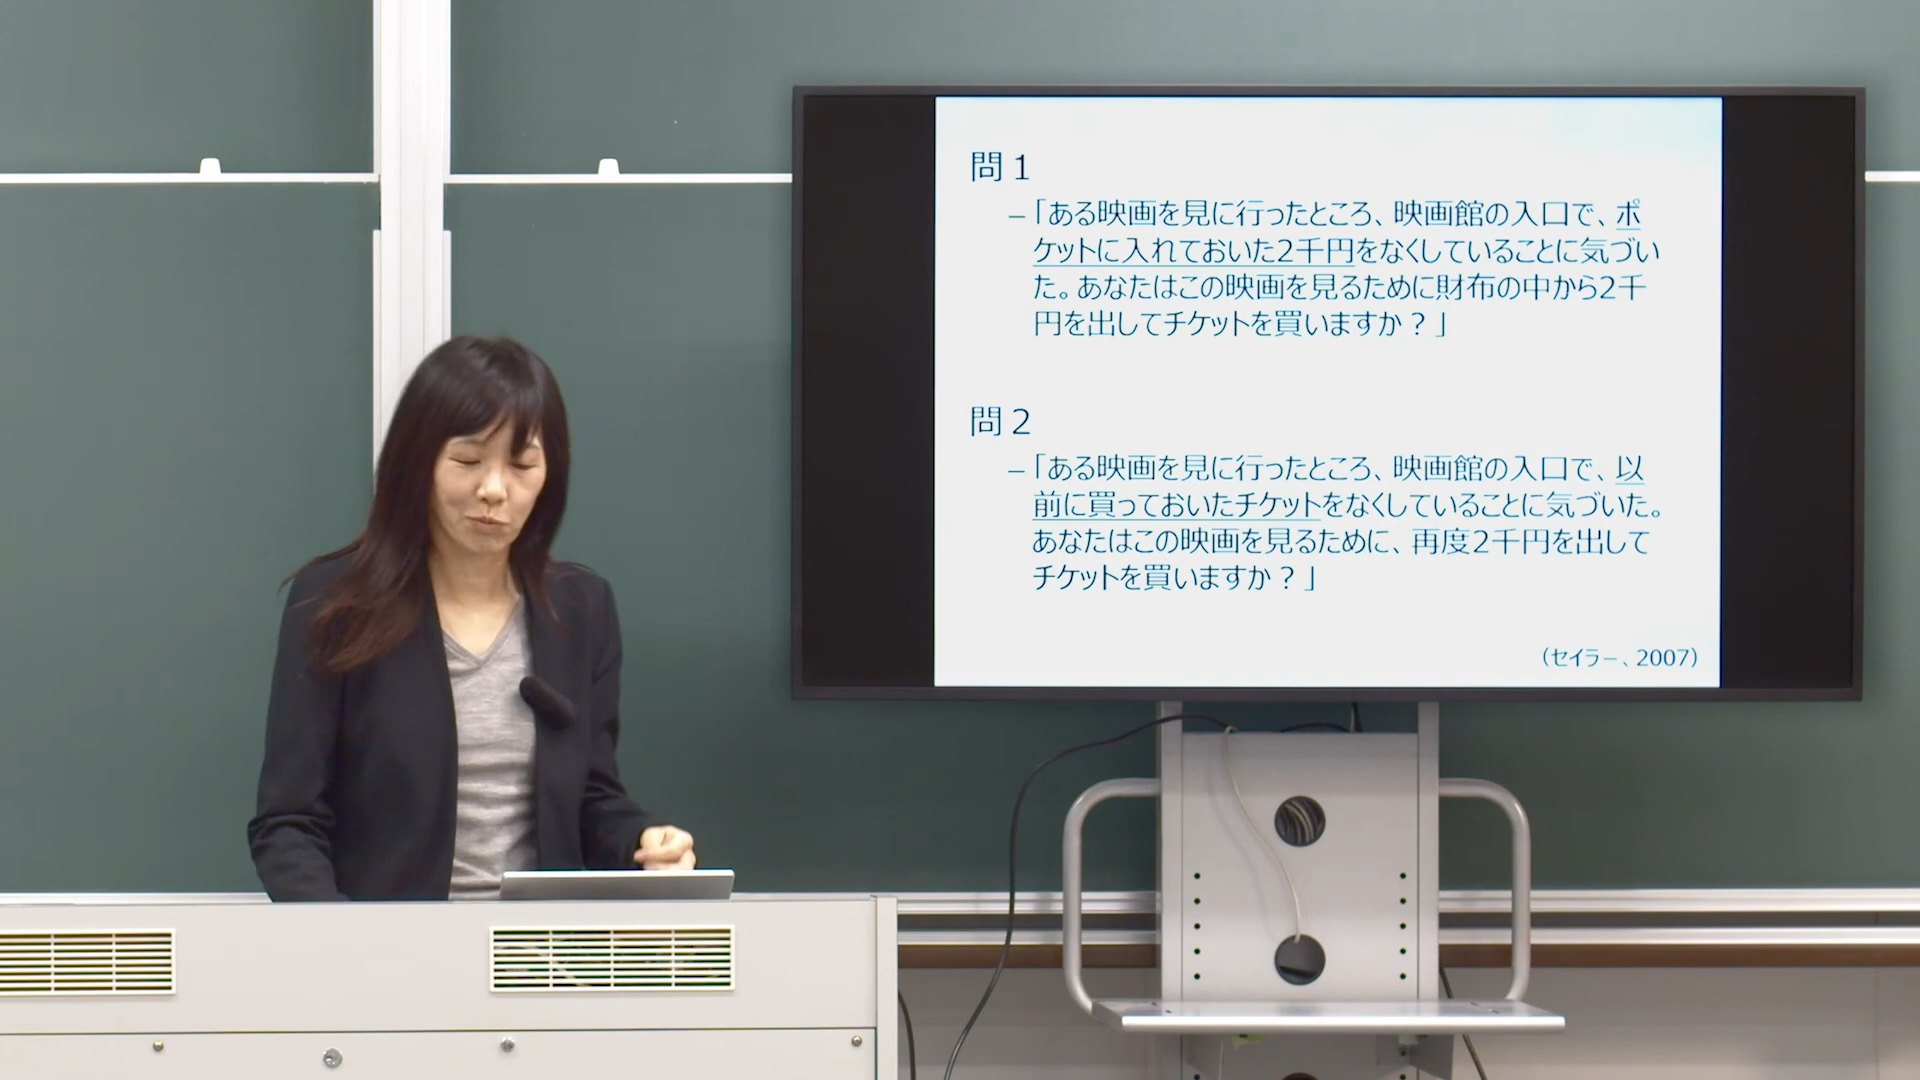 問1
–「ある映画を見に行ったところ、映画館の入口で、ポ
ケットに入れておいた2千円をなくしていることに気づい
た。あなたはこの映画を見るために財布の中から2千
円を出してチケットを買いますか？」
問2
–「ある映画を見に行ったところ、映画館の入口で、以
前に買っておいたチケットをなくしていることに気づいた。
あなたはこの映画を見るために、再度2千円を出して
チケットを買いますか？」
（セイラー、2007）